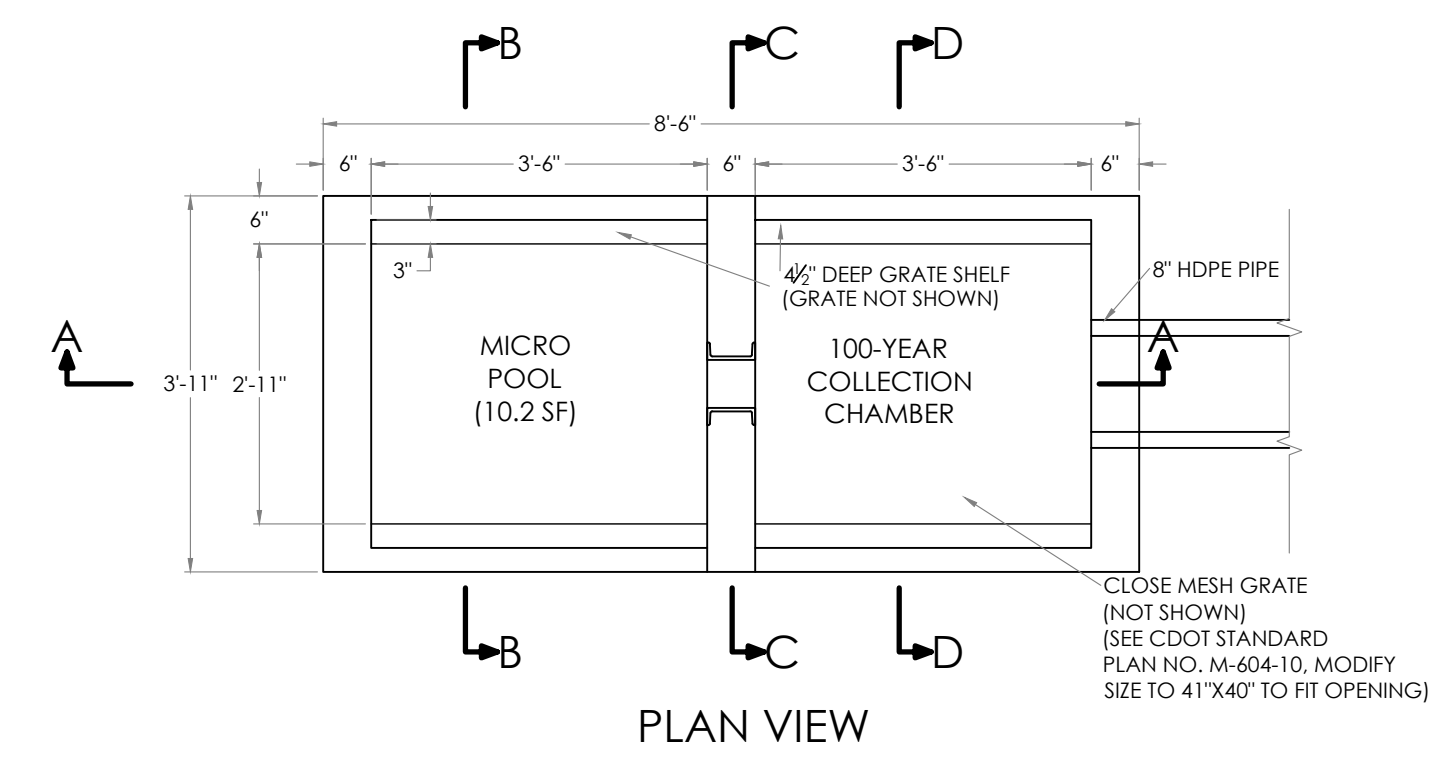 B
C
D
8'-6"
6"
3'-6"
6"
3'-6"
6"
6"
3"
4½" DEEP GRATE SHELF
(GRATE NOT SHOWN)
8" HDPE PIPE
A
A
3'-11"
2'-11"
MICRO
POOL
(10.2 SF)
100-YEAR
COLLECTION
CHAMBER
CLOSE MESH GRATE
(NOT SHOWN)
(SEE CDOT STANDARD
PLAN NO. M-604-10, MODIFY
SIZE TO 41"X40" TO FIT OPENING)
B
C
D
PLAN VIEW